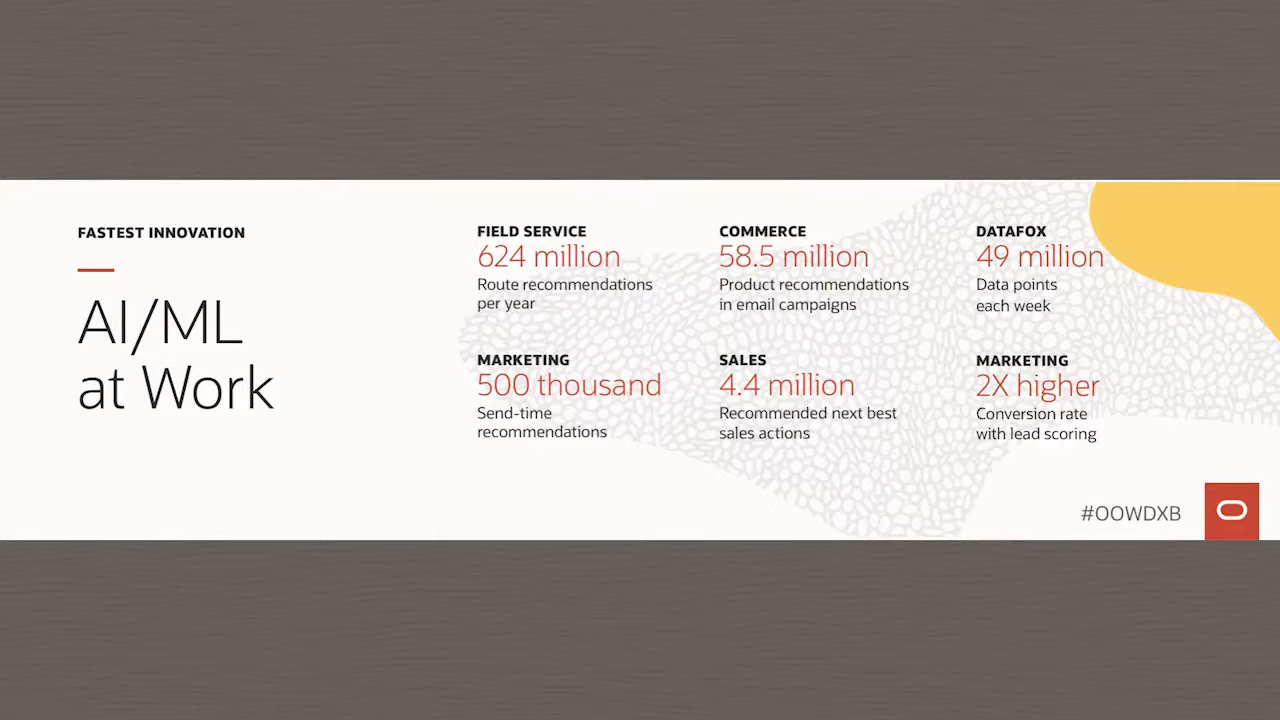 FASTEST INNOVATION
AI/ML
at Work
FIELD SERVICE
624 million
Route recommendations
per year
COMMERCE
58.5 million
Product recommendations
in email campaigns
DATAFOX
49 million
Data points
each week
MARKETING
500 thousand
Send-time
recommendations
SALES
4.4 million
Recommended next best
sales actions
MARKETING
2X higher
Conversion rate
with lead scoring
#OOWDXB